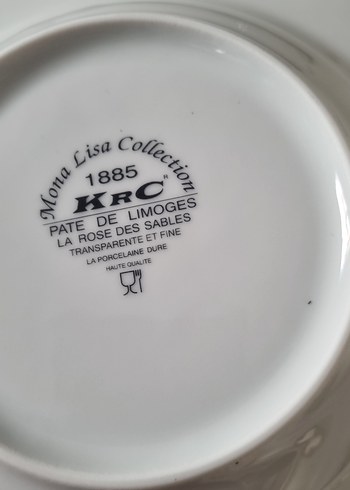 Mona Lisa Collection
1885
KRC®
PATE DE LIMOGES
LA ROSE DES SABLES
TRANSPARENTE ET FINE
LA PORCELAINE DURE
HAUTE QUALITE